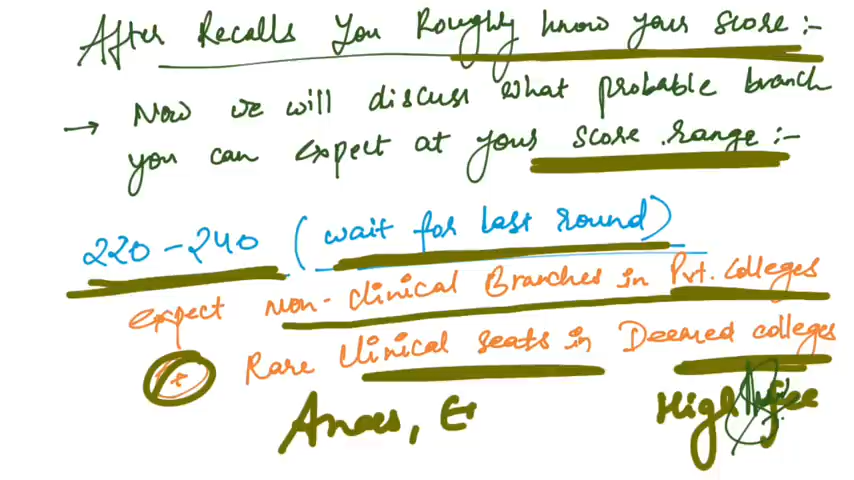 After Recalls You Roughly know your score :-
→ Now we will discuss what probable branch
you can expect at your score range :-
220-240 (wait for last round)
expect Non-clinical Branches in Pvt. Colleges
+ Rare Clinical seats in Deemed colleges
Anaes, E High fee